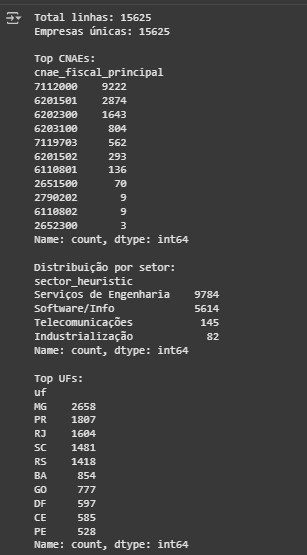 Total linhas: 15625
Empresas únicas: 15625
Top CNAEs:
cnae_fiscal_principal
7112000 9222
6201501 2874
6202300 1643
6203100 804
7119703 562
6201502 293
6110801 136
2651500 70
2790202 9
6110802 9
2652300 3
Name: count, dtype: int64
Distribuição por setor:
sector_heuristic
Serviços de Engenharia 9784
Software/Info 5614
Telecomunicações 145
Industrialização 82
Name: count, dtype: int64
Top UFs:
uf
MG 2658
PR 1807
RJ 1604
SC 1481
RS 1418
BA 854
GO 777
DF 597
CE 585
PE 528
Name: count, dtype: int64